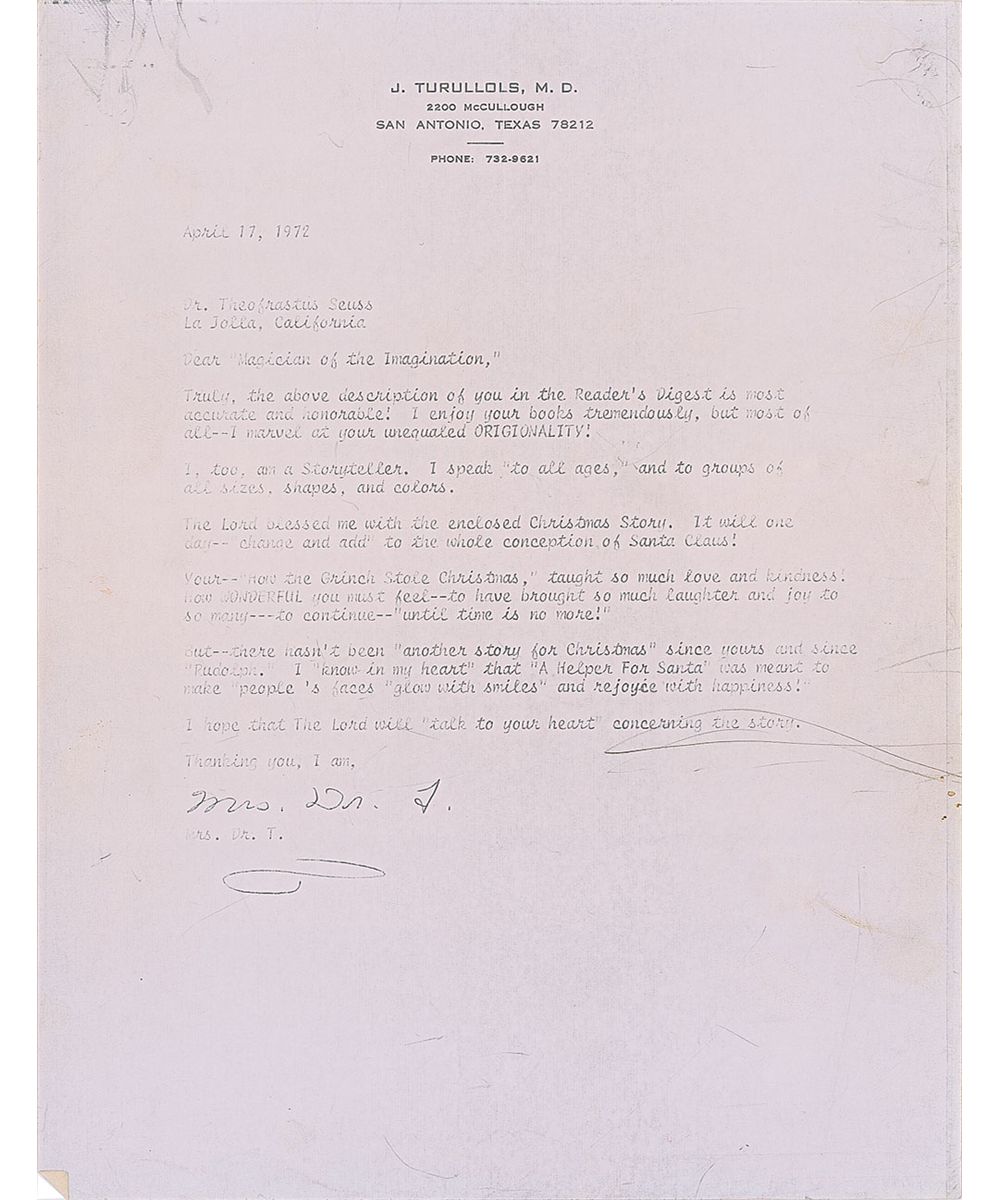 J. TURULLOLS, M. D.
2200 McCULLOUGH
SAN ANTONIO, TEXAS 78212
PHONE: 732-9621
April 17, 1972
Dr. Theofrastus Seuss
La Jolla, California
Dear "Magician of the Imagination,"
Truly, the above description of you in the Reader's Digest is most
accurate and honorable! I enjoy your books tremendously, but most of
all--I marvel at your unequaled ORIGIONALITY!
I, too, am a Storyteller. I speak "to all ages," and to groups of
all sizes, shapes, and colors.
The Lord blessed me with the enclosed Christmas Story. It will one
day-- change and add" to the whole conception of Santa Claus!
Your--"How the Grinch Stole Christmas," taught so much love and kindness!
How WONDERFUL you must feel--to have brought so much laughter and joy to
so many---to continue--"until time is no more!"
But--there hasn't been "another story for Christmas" since yours and since
"Rudolph." I "know in my heart" that "A Helper For Santa" was meant to
make "people 's faces "glow with smiles" and rejoyce with happiness!"
I hope that The Lord will "talk to your heart" concerning the story.
Thanking you, I am,
Mrs. Dr. T.
Mrs. Dr. T.